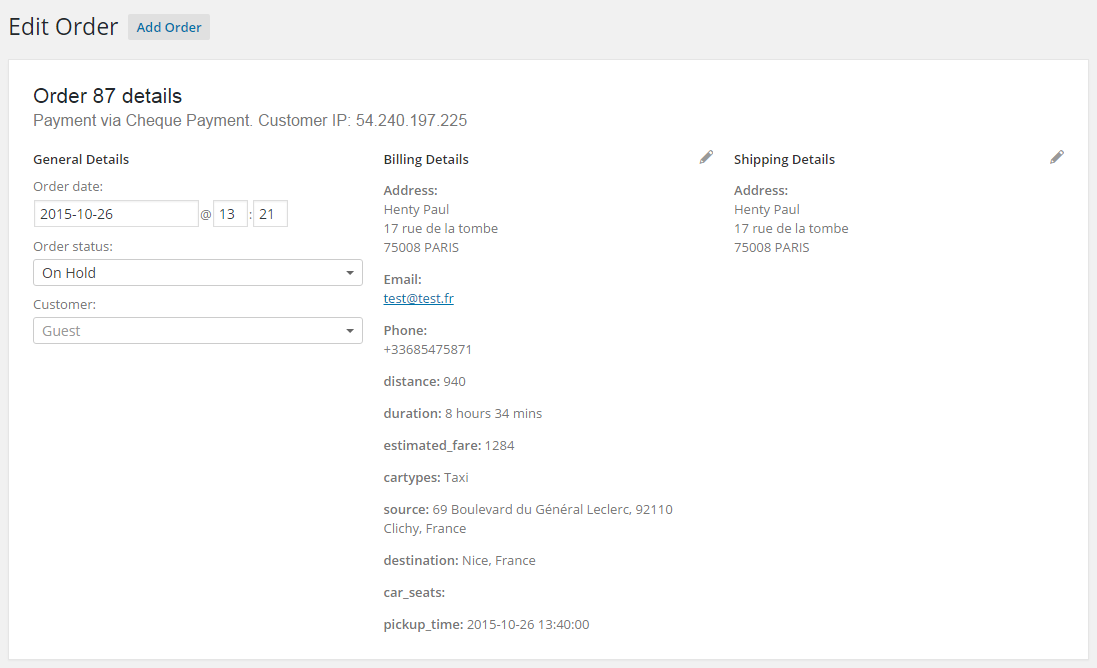 Edit Order Add Order
Order 87 details
Payment via Cheque Payment. Customer IP: 54.240.197.225
General Details
Order date:
2015-10-26 @ 13 : 21
Order status:
On Hold
Customer:
Guest
Billing Details
Address:
Henty Paul
17 rue de la tombe
75008 PARIS
Email:
test@test.fr
Phone:
+33685475871
distance: 940
duration: 8 hours 34 mins
estimated_fare: 1284
cartypes: Taxi
source: 69 Boulevard du Général Leclerc, 92110
Clichy, France
destination: Nice, France
car_seats:
pickup_time: 2015-10-26 13:40:00
Shipping Details
Address:
Henty Paul
17 rue de la tombe
75008 PARIS